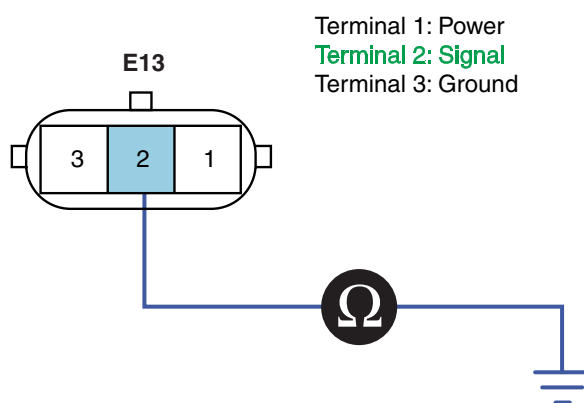 Terminal 1: Power
Terminal 2: Signal
Terminal 3: Ground
E13
3 2 1
Ω